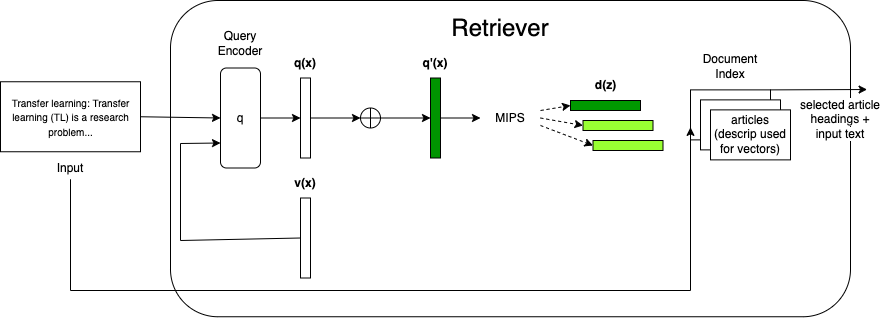 Retriever
Query
Encoder
q(x)
q'(x)
d(z)
Document
Index
Transfer learning: Transfer
learning (TL) is a research
problem...
q
MIPS
articles
(descrip used
for vectors)
selected article
headings +
input text
Input
v(x)